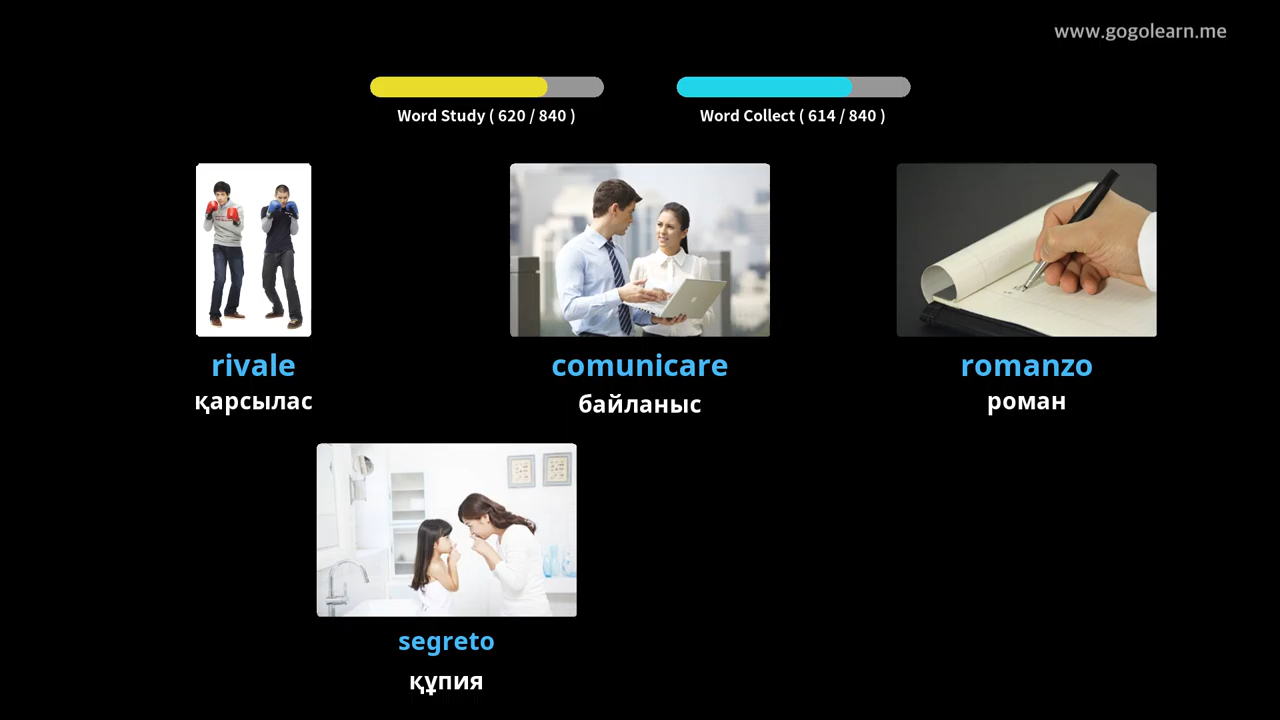 www.gogolearn.me
Word Study ( 620 / 840 )
Word Collect ( 614 / 840 )
rivale
қарсылас
comunicare
байланыс
romanzo
роман
segreto
құпия